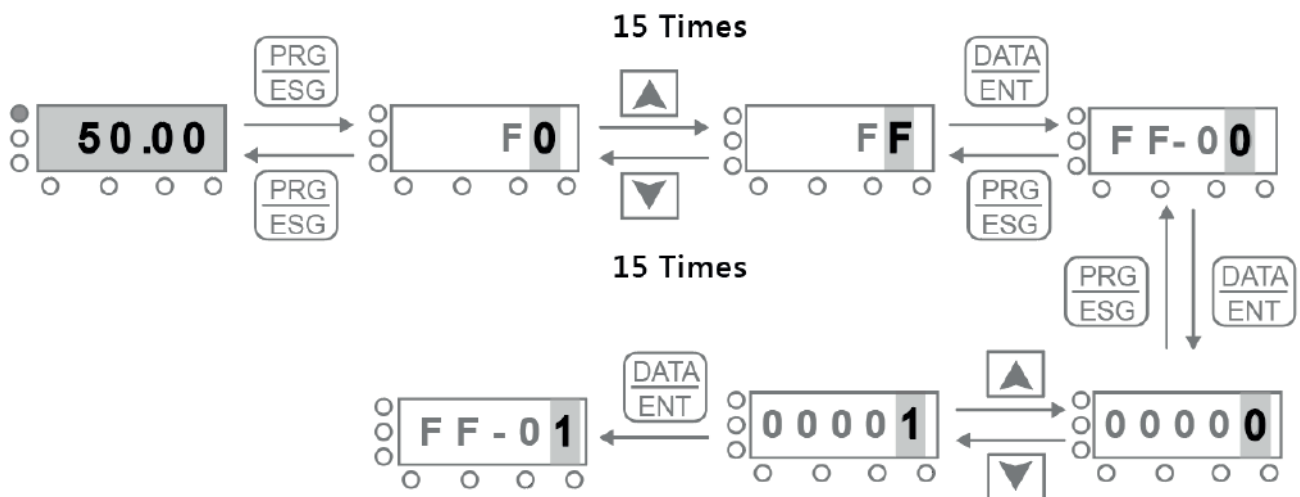 15 Times
PRG
ESG
DATA
ENT
50.00
F0
FF
FF-00
PRG
ESG
PRG
ESG
15 Times
PRG
ESG
DATA
ENT
DATA
ENT
FF-01
00001
00000